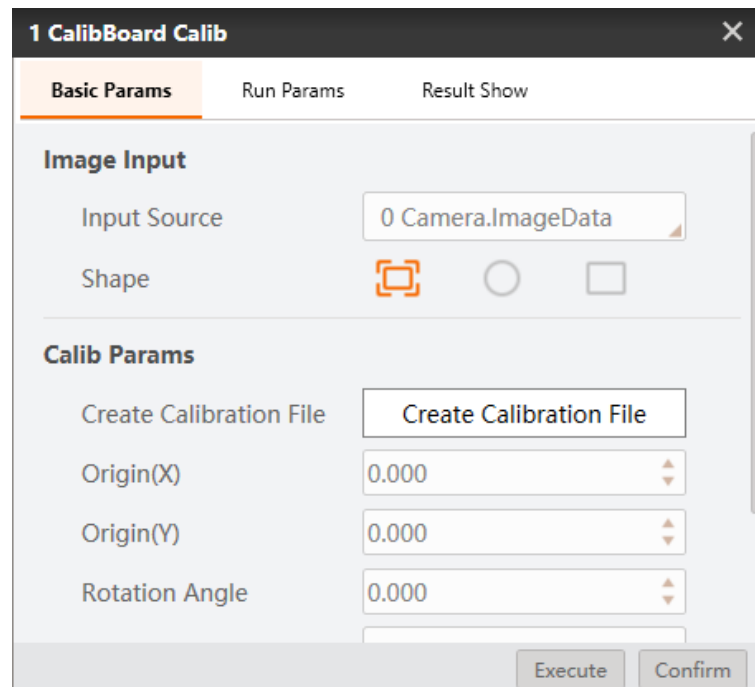 1 CalibBoard Calib
Basic Params Run Params Result Show
Image Input
Input Source 0 Camera.ImageData
Shape
Calib Params
Create Calibration File Create Calibration File
Origin(X) 0.000
Origin(Y) 0.000
Rotation Angle 0.000
Execute Confirm